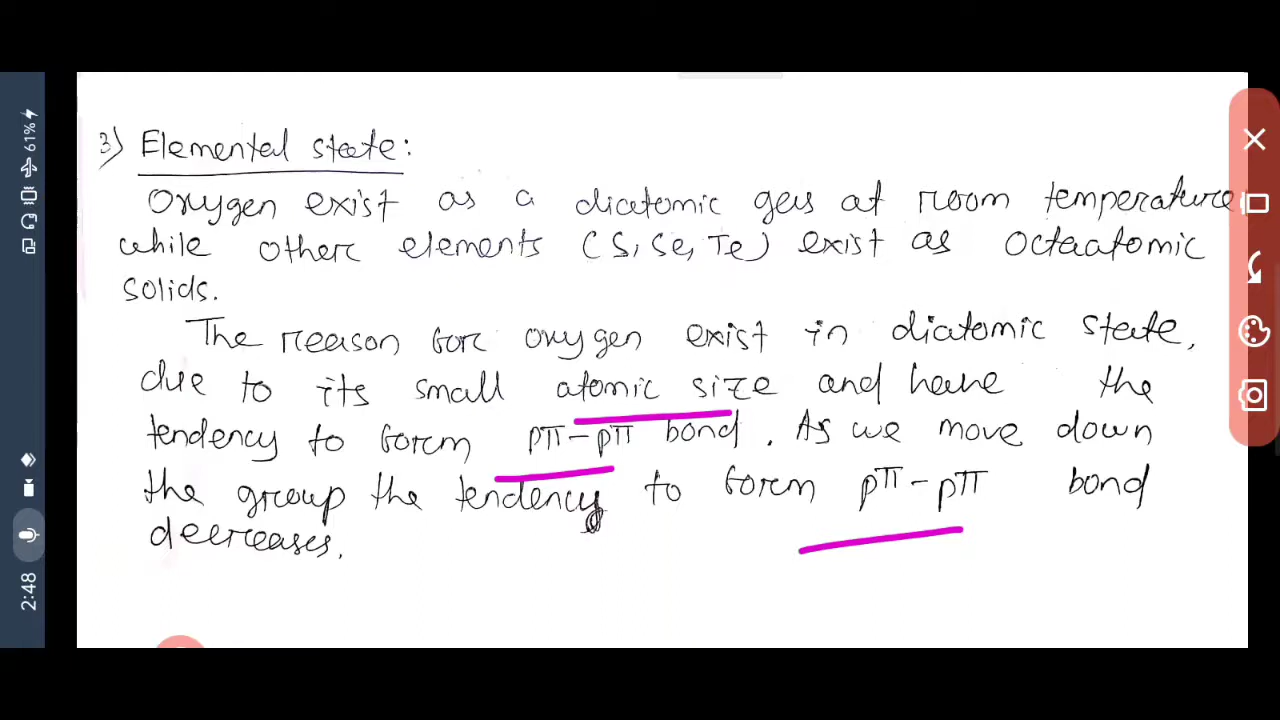 3) Elemental state:
Oxygen exist as a diatomic gas at room temperature
while other elements (S, Se, Te) exist as Octaatomic
solids.
The reason for oxygen exist in diatomic state,
due to its small atomic size and have the
tendency to form pπ-pπ bond. As we move down
the group the tendency to form pπ-pπ bond
decreases.
61%
2:48